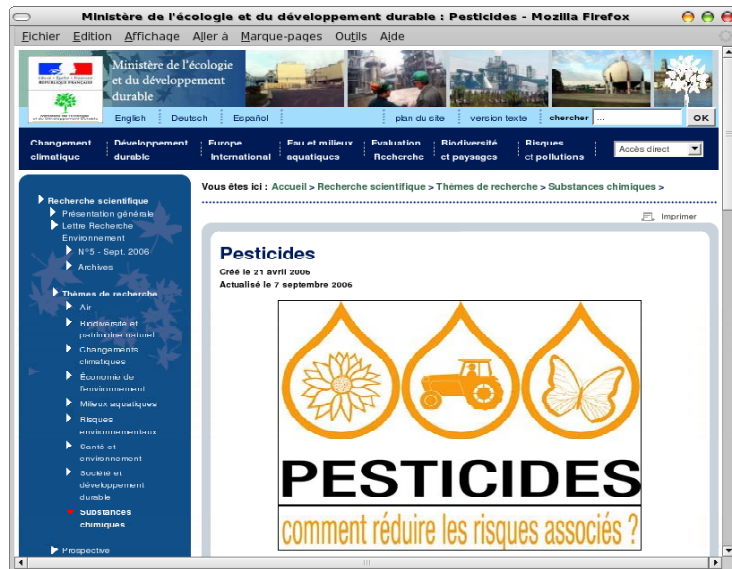 Ministère de l'écologie et du développement durable : Pesticides - Mozilla Firefox
Fichier Edition Affichage Aller à Marque-pages Outils Aide
RÉPUBLIQUE FRANÇAISE
Ministère de l'écologie
et du développement
durable
English Deutsch Español plan du site version texte chercher ... OK
Changement climatique
Développement durable
Europe International
Eau et milieux aquatiques
Evaluation Recherche
Biodiversité et paysages
Risques et pollutions
Accès direct
Vous êtes ici : Accueil > Recherche scientifique > Thèmes de recherche > Substances chimiques >
Imprimer
Recherche scientifique
Présentation générale
Lettre Recherche
Environnement
N°5 - Sept. 2006
Archives
Thèmes de recherche
Air
Biodiversité et
patrimoine naturel
Changements
climatiques
Économie de
l'environnement
Milieux aquatiques
Risques
environnementaux
Santé et
environnement
Société et
développement
durable
Substances
chimiques
Prospective
Pesticides
Créé le 21 avril 2006
Actualisé le 7 septembre 2006
PESTICIDES
comment réduire les risques associés ?